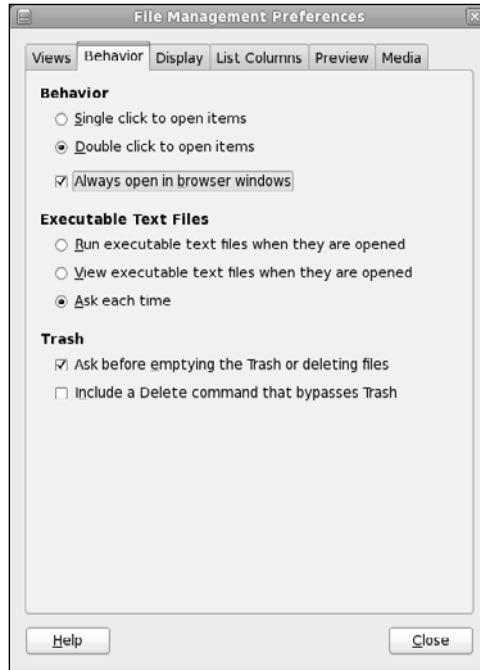 File Management Preferences
Views Behavior Display List Columns Preview Media
Behavior
Single click to open items
Double click to open items
Always open in browser windows
Executable Text Files
Run executable text files when they are opened
View executable text files when they are opened
Ask each time
Trash
Ask before emptying the Trash or deleting files
Include a Delete command that bypasses Trash
Help Close